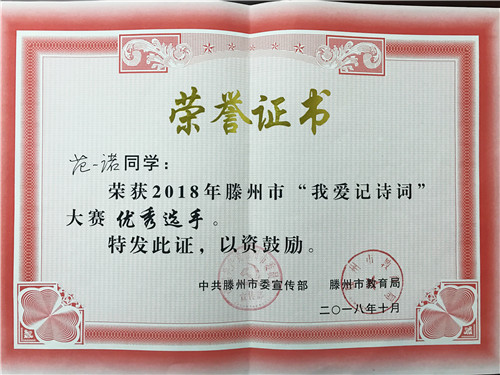 荣誉证书
范一诺同学:
荣获2018年滕州市“我爱记诗词”
大赛优秀选手。
特发此证,以资鼓励。
中共滕州市委宣传部 滕州市教育局
二〇一八年十月